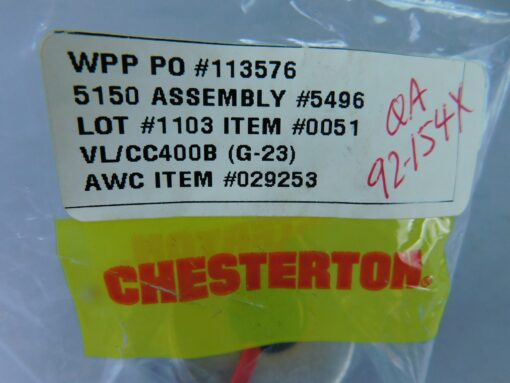 WPP PO #113576
5150 ASSEMBLY #5496
LOT #1103 ITEM #0051
VL/CC400B (G-23)
AWC ITEM #029253
QA
92-154X
CHESTERTON®